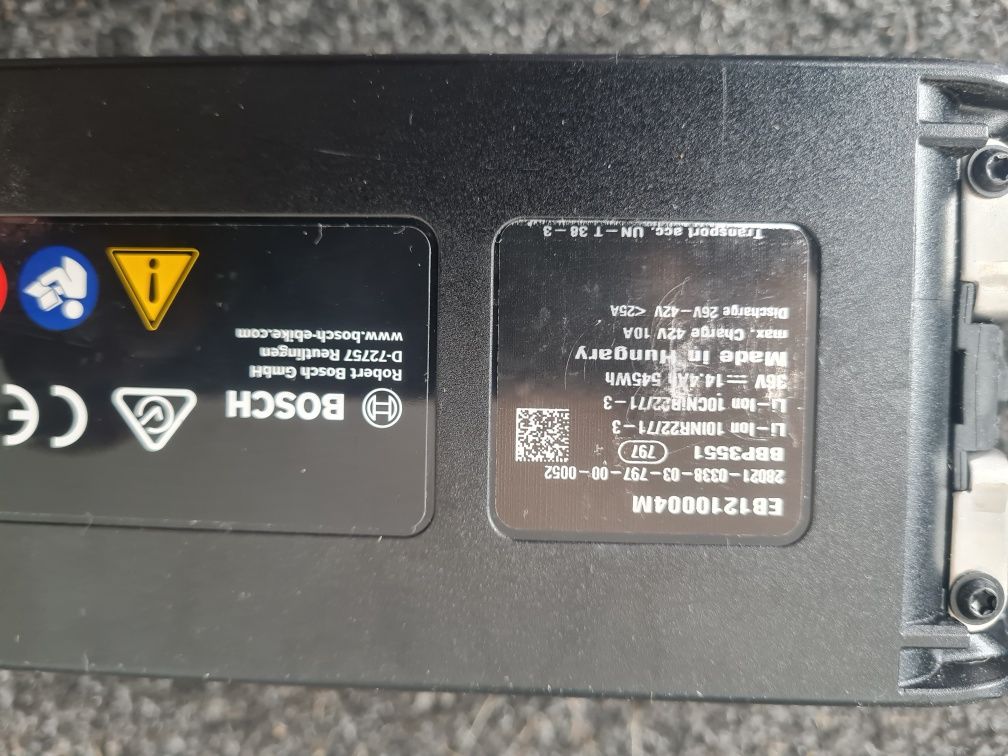 EB1210004M
28021-0338-03-797-00-0052
BBP3551 797
Li-Ion 10INR22/71-3
Li-Ion 10CNiR22/71-3
36V ⎓ 14.4Ah 545Wh
Made in Hungary
max. Charge 42V 10A
Discharge 26V-42V <25A
Transport acc. UN-T 38-3
BOSCH
Robert Bosch GmbH
D-72757 Reutlingen
www.bosch-ebike.com
CE